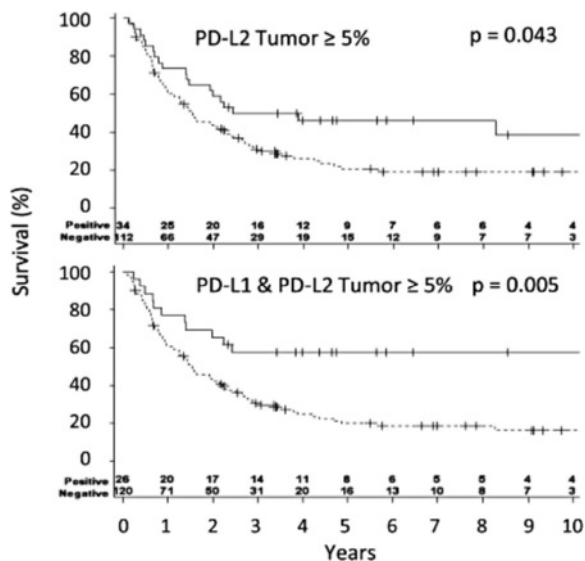 100
PD-L2 Tumor ≥ 5% p = 0.043
80
60
40
20
0
Positive 34 25 20 16 12 9 7 6 6 4 4
Negative 112 66 47 29 19 15 12 9 7 7 3
Survival (%)
100
PD-L1 & PD-L2 Tumor ≥ 5% p = 0.005
80
60
40
20
0
Positive 26 20 17 14 11 8 6 5 5 4 4
Negative 120 71 50 31 20 16 13 10 8 7 3
0 1 2 3 4 5 6 7 8 9 10
Years